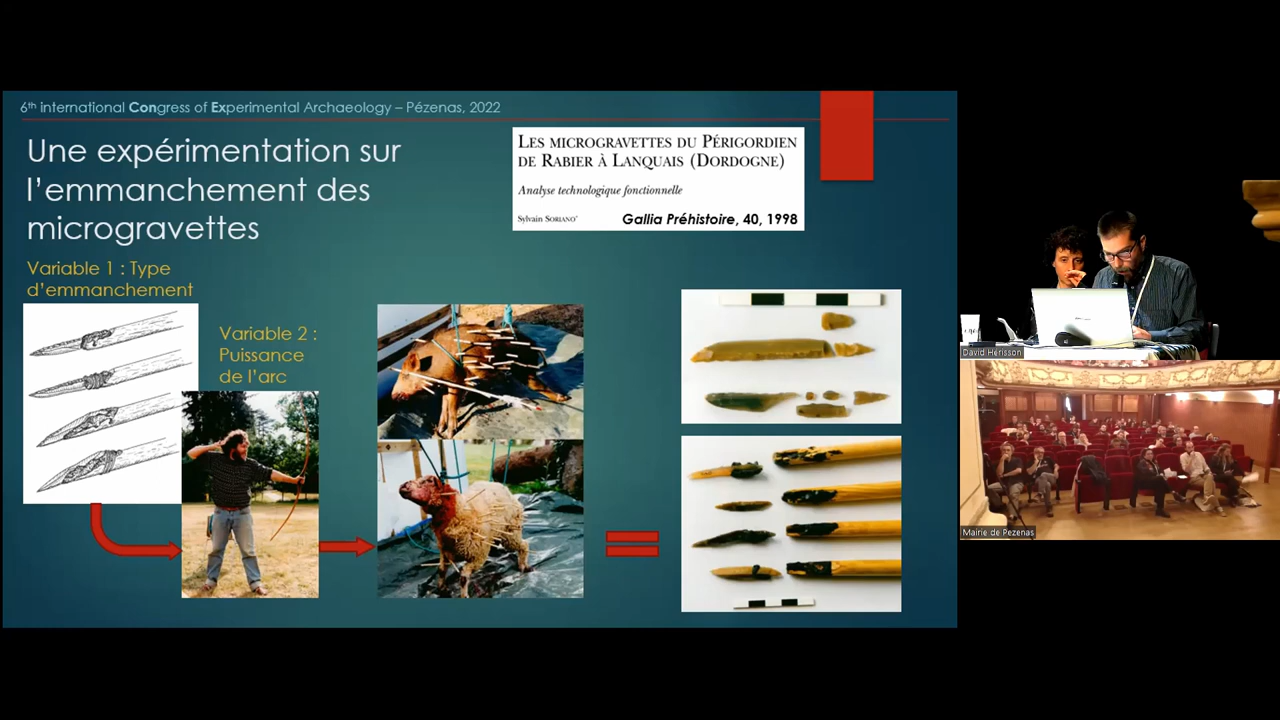 6th international Congress of Experimental Archaeology – Pézenas, 2022
Une expérimentation sur
l'emmanchement des
microgravettes
LES MICROGRAVETTES DU PÉRIGORDIEN
DE RABIER À LANQUAIS (DORDOGNE)
Analyse technologique fonctionnelle
Sylvain SORIANO*
Gallia Préhistoire, 40, 1998
Variable 1 : Type
d'emmanchement
Variable 2 :
Puissance
de l'arc
David Hérisson
Mairie de Pezenas